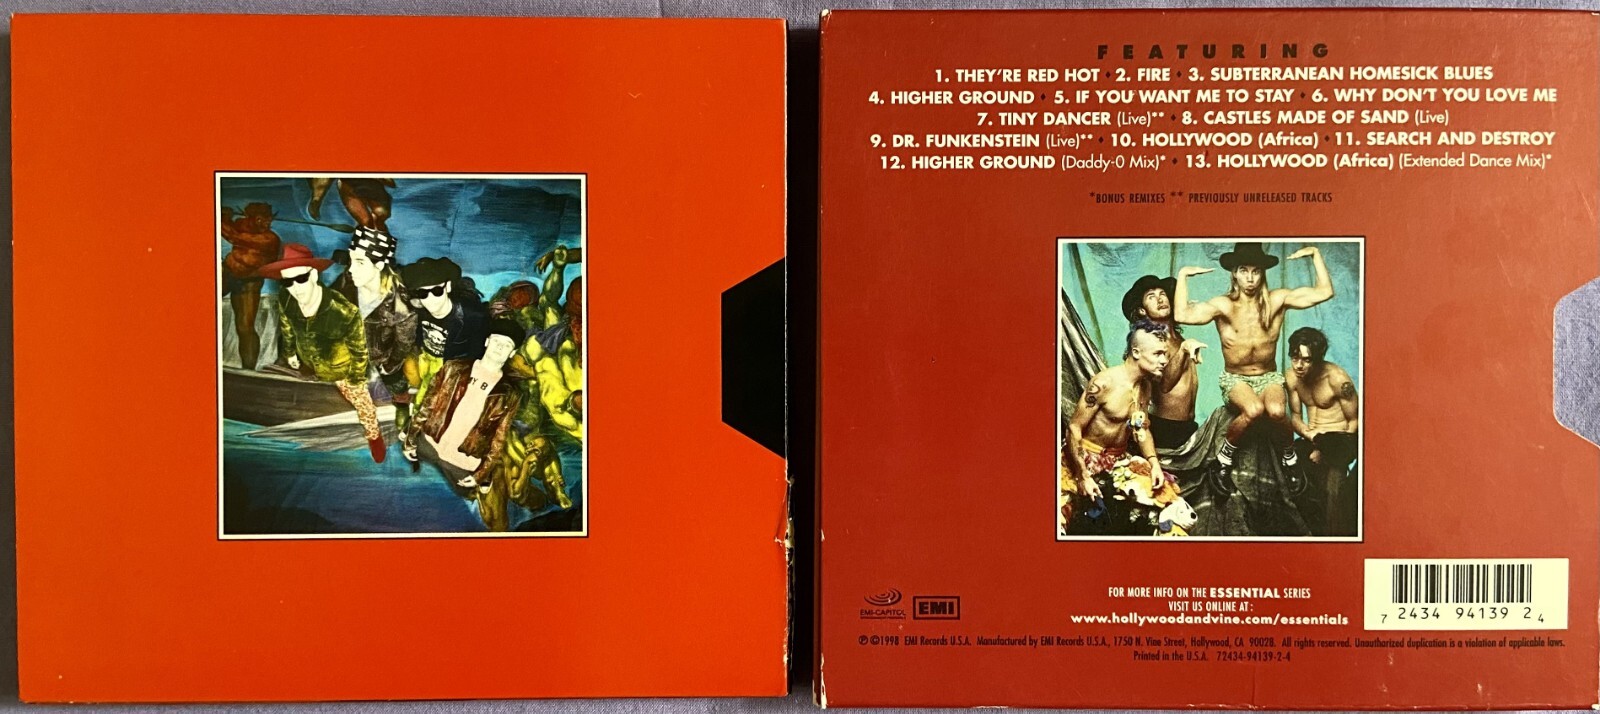 FEATURING
1. THEY'RE RED HOT ♦ 2. FIRE ♦ 3. SUBTERRANEAN HOMESICK BLUES
4. HIGHER GROUND ♦ 5. IF YOU WANT ME TO STAY ♦ 6. WHY DON'T YOU LOVE ME
7. TINY DANCER (Live)** ♦ 8. CASTLES MADE OF SAND (Live)
9. DR. FUNKENSTEIN (Live)** ♦ 10. HOLLYWOOD (Africa) ♦ 11. SEARCH AND DESTROY
12. HIGHER GROUND (Daddy-O Mix)* ♦ 13. HOLLYWOOD (Africa) (Extended Dance Mix)*
*BONUS REMIXES ** PREVIOUSLY UNRELEASED TRACKS
FOR MORE INFO ON THE ESSENTIAL SERIES
VISIT US ONLINE AT:
www.hollywoodandvine.com/essentials
EMI-CAPITOL
EMI
7 2434 94139 2 4
℗©1998 EMI Records U.S.A. Manufactured by EMI Records U.S.A., 1750 N. Vine Street, Hollywood, CA 90028. All rights reserved. Unauthorized duplication is a violation of applicable laws.
Printed in the U.S.A. 72434-94139-2-4